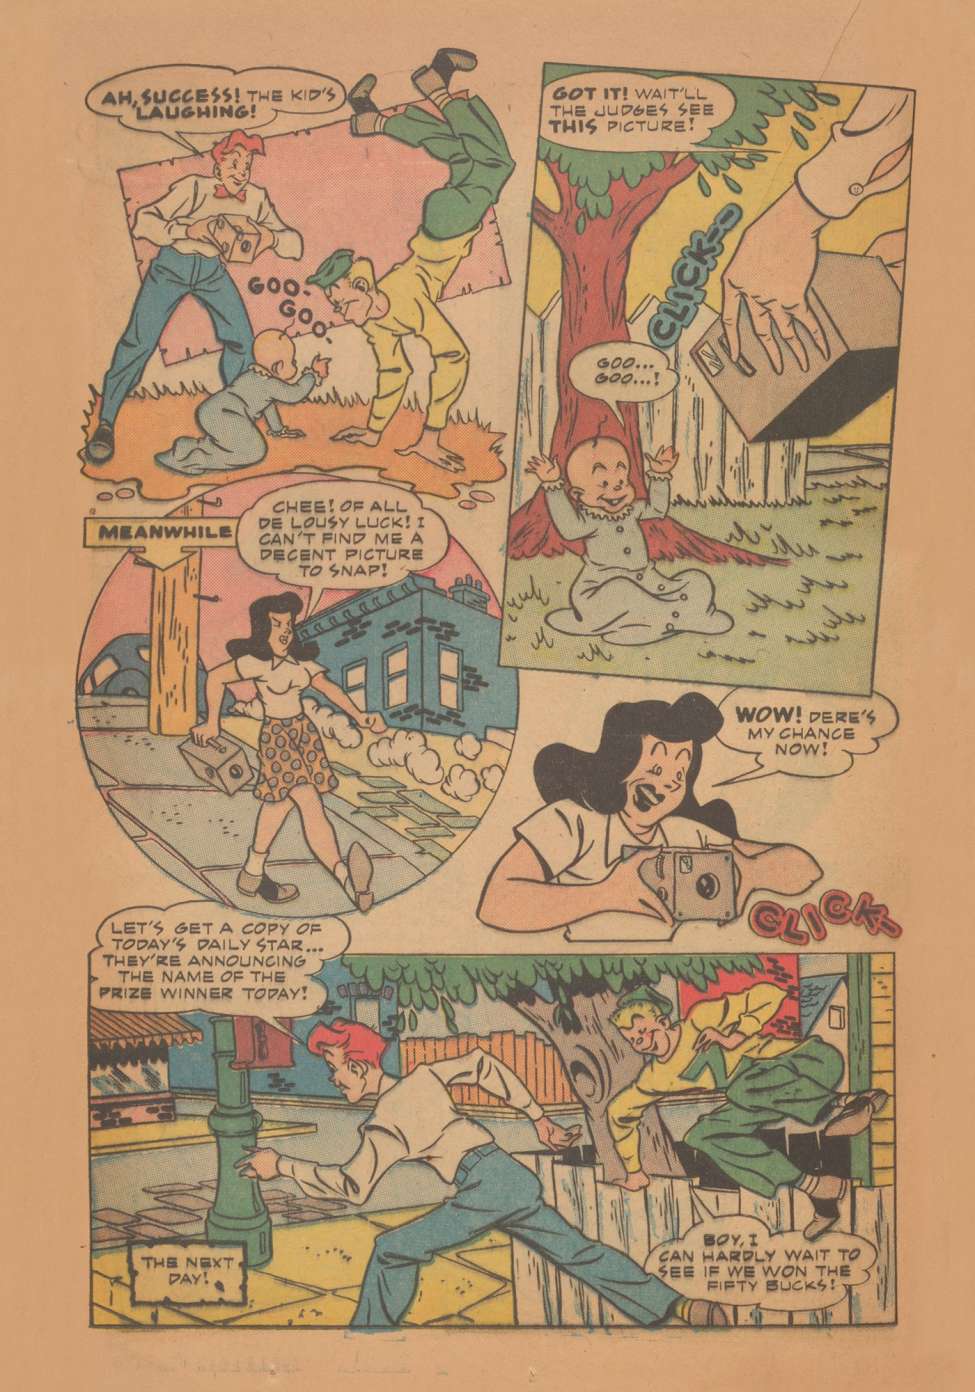 AH, SUCCESS! THE KID'S
LAUGHING!
GOO-
GOO-
GOT IT! WAIT'LL
THE JUDGES SEE
THIS PICTURE!
CLICK--
GOO...
GOO...!
MEANWHILE
CHEE! OF ALL
DE LOUSY LUCK! I
CAN'T FIND ME A
DECENT PICTURE
TO SNAP!
WOW! DERE'S
MY CHANCE
NOW!
CLICK-
LET'S GET A COPY OF
TODAY'S DAILY STAR...
THEY'RE ANNOUNCING
THE NAME OF THE
PRIZE WINNER TODAY!
THE NEXT
DAY!
BOY, I
CAN HARDLY WAIT TO
SEE IF WE WON THE
FIFTY BUCKS!